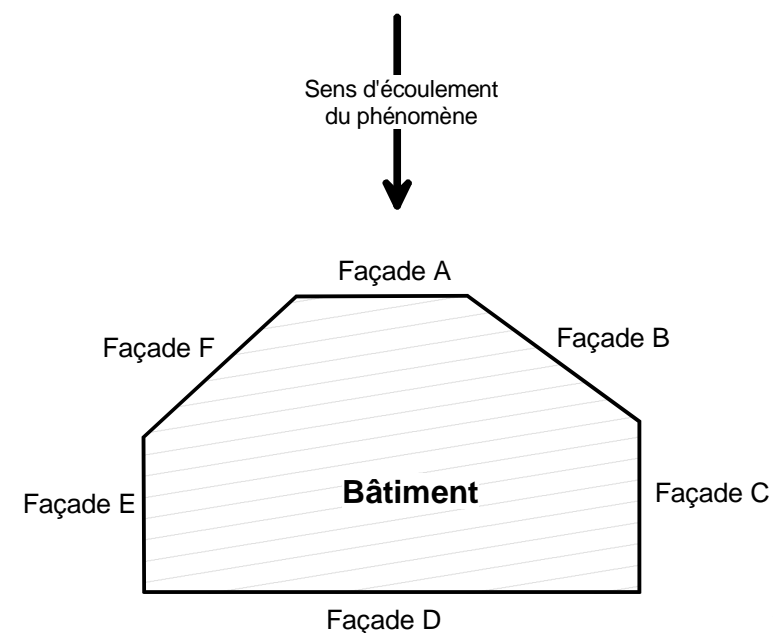 Sens d'écoulement
du phénomène
Façade A
Façade B
Façade F
Bâtiment
Façade C
Façade E
Façade D